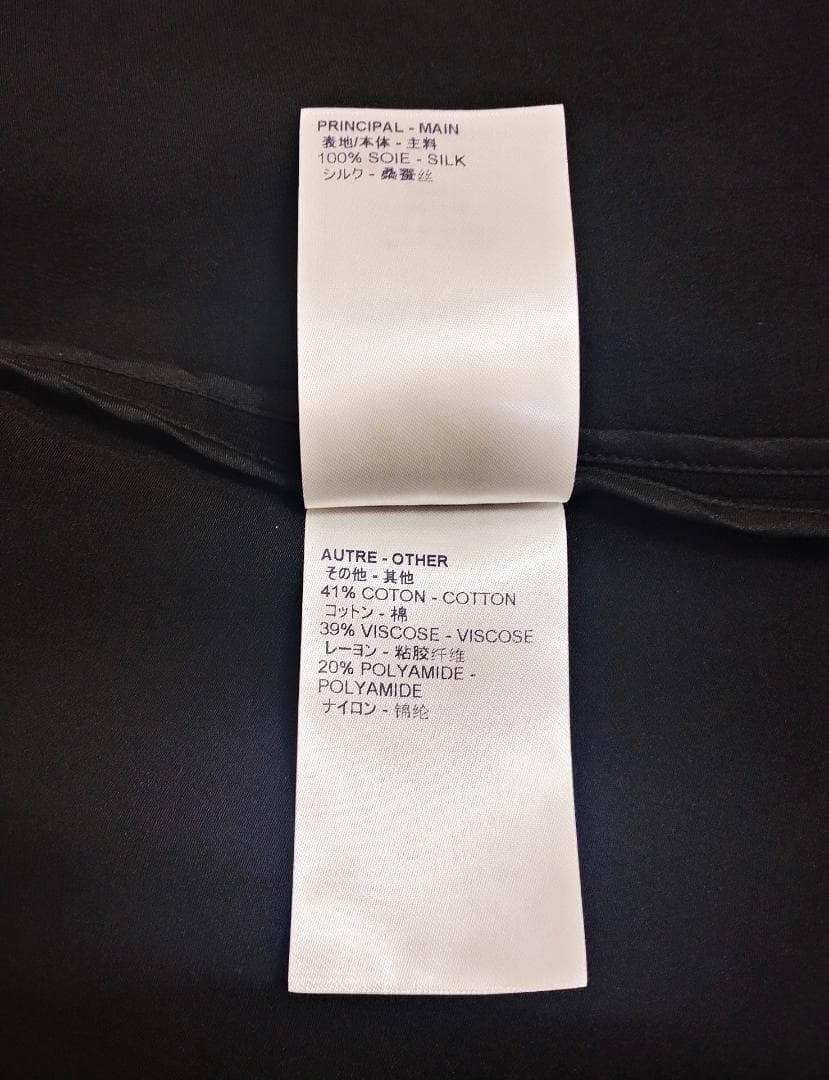 PRINCIPAL - MAIN
表地/本体 - 主料
100% SOIE - SILK
シルク - 桑蚕丝
AUTRE - OTHER
その他 - 其他
41% COTON - COTTON
コットン - 棉
39% VISCOSE - VISCOSE
レーヨン - 粘胶纤维
20% POLYAMIDE -
POLYAMIDE
ナイロン - 锦纶